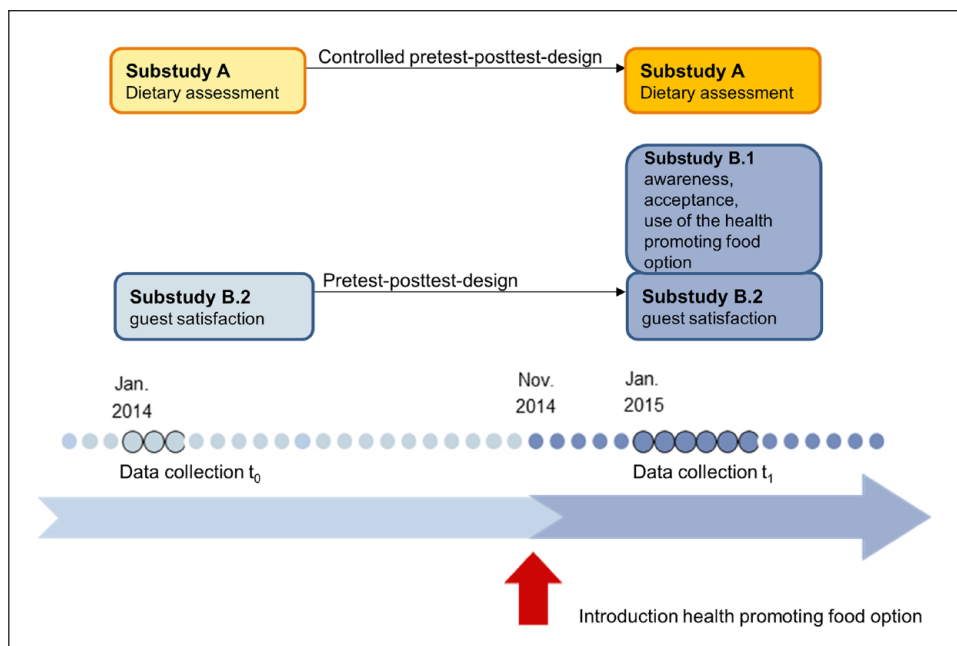 Substudy A
Dietary assessment
Controlled pretest-posttest-design
Substudy A
Dietary assessment
Substudy B.1
awareness,
acceptance,
use of the health
promoting food
option
Substudy B.2
guest satisfaction
Pretest-posttest-design
Substudy B.2
guest satisfaction
Jan.
2014
Nov.
2014
Jan.
2015
Data collection t₀
Data collection t₁
Introduction health promoting food option